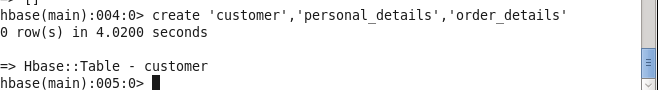 => []
hbase(main):004:0> create 'customer','personal_details','order_details'
0 row(s) in 4.0200 seconds
=> Hbase::Table - customer
hbase(main):005:0>